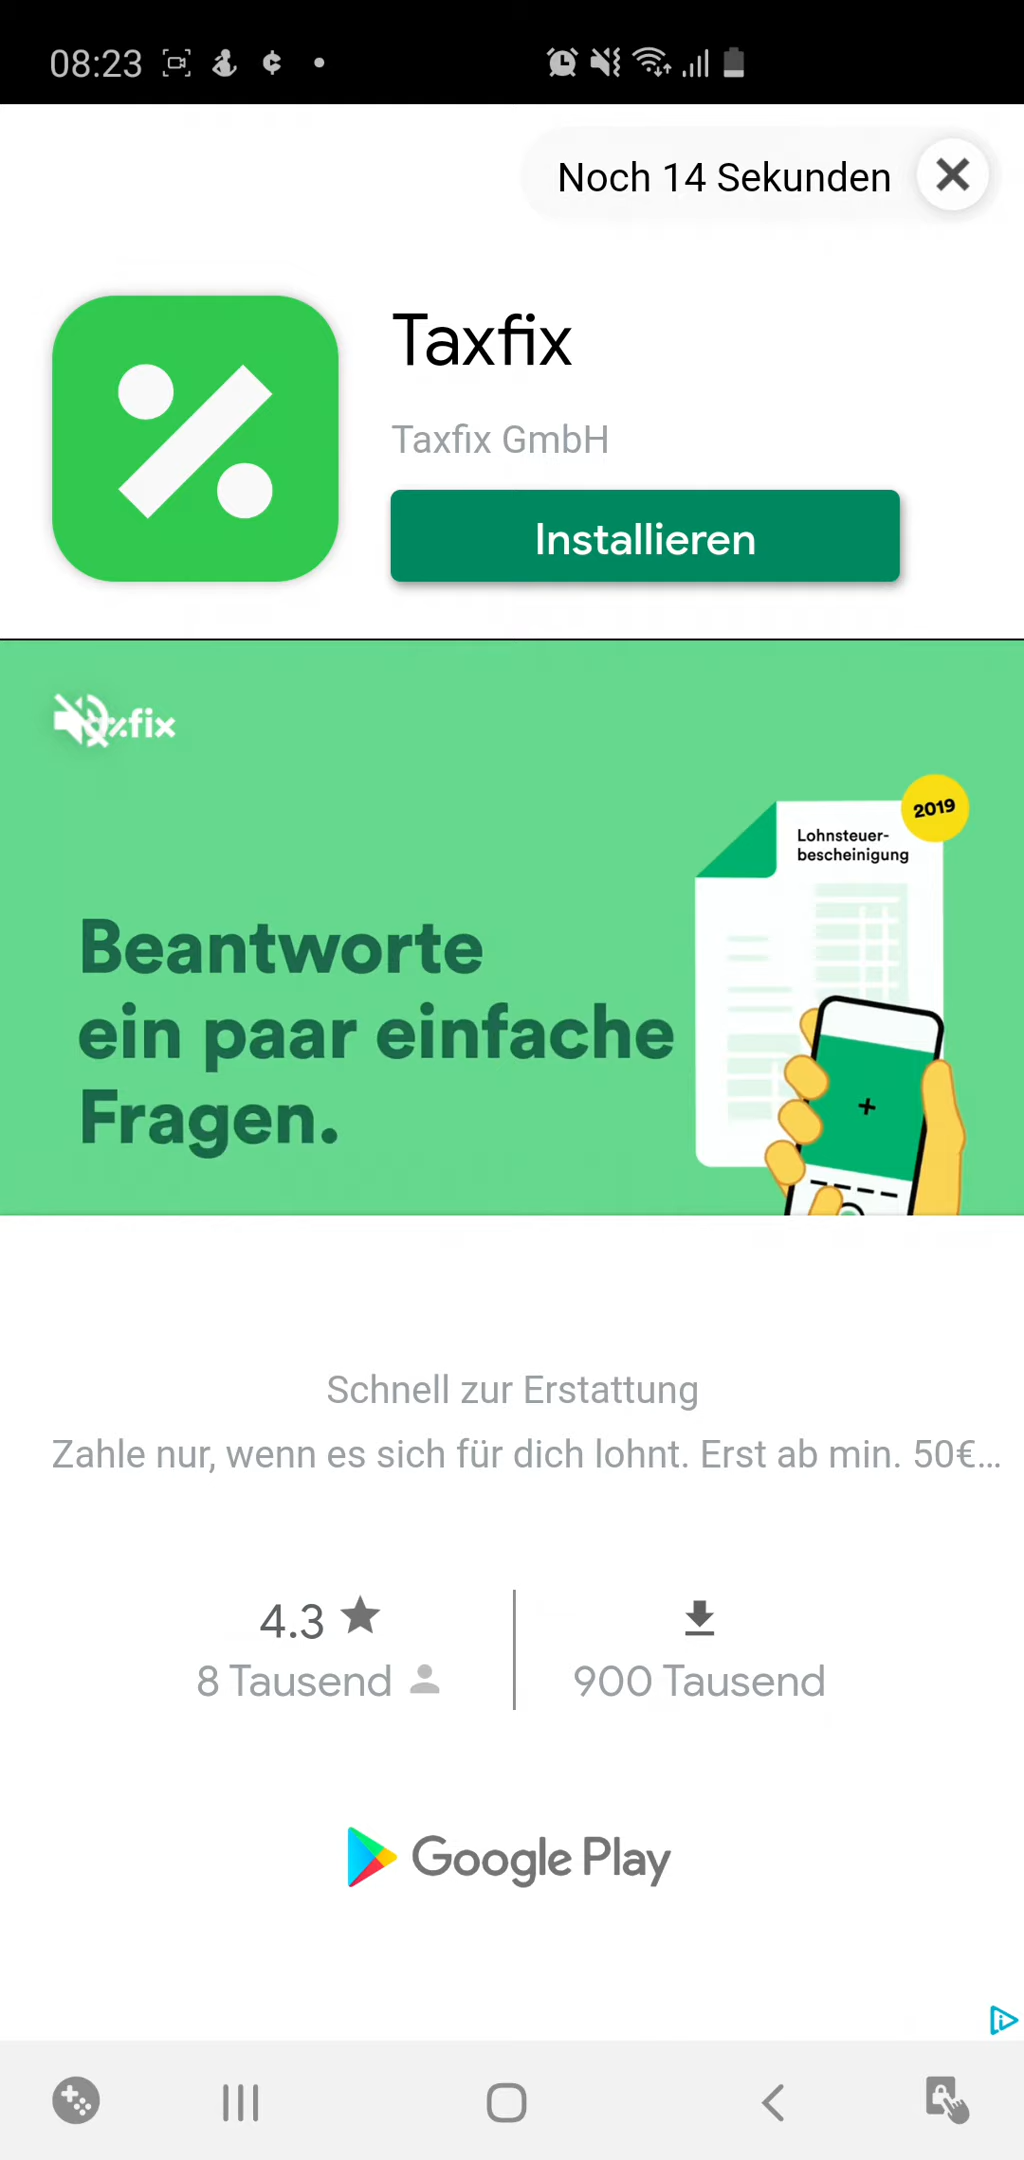 08:23
Noch 14 Sekunden
Taxfix
Taxfix GmbH
Installieren
fix
2019
Lohnsteuer-
bescheinigung
Beantworte
ein paar einfache
Fragen.
Schnell zur Erstattung
Zahle nur, wenn es sich für dich lohnt. Erst ab min. 50€...
4.3
8 Tausend
900 Tausend
Google Play